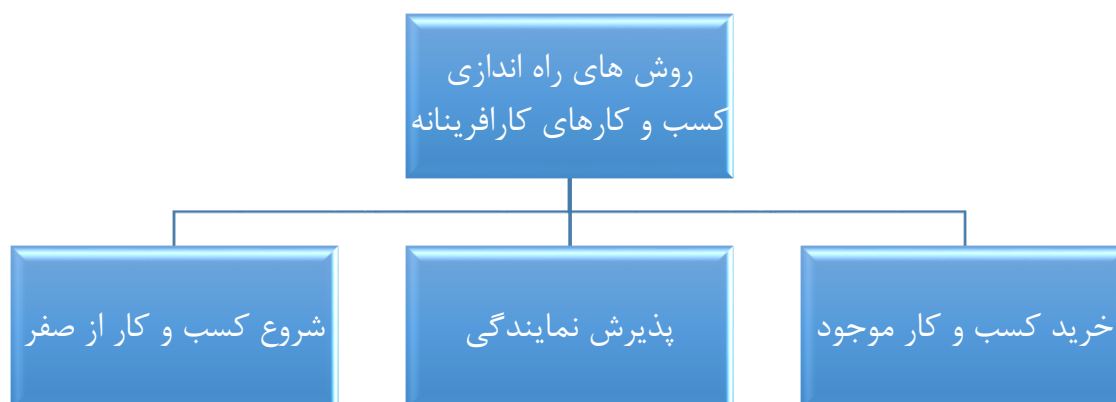 روش های راه اندازی
کسب و کارهای کارافرینانه
خرید کسب و کار موجود
پذیرش نمایندگی
شروع کسب و کار از صفر